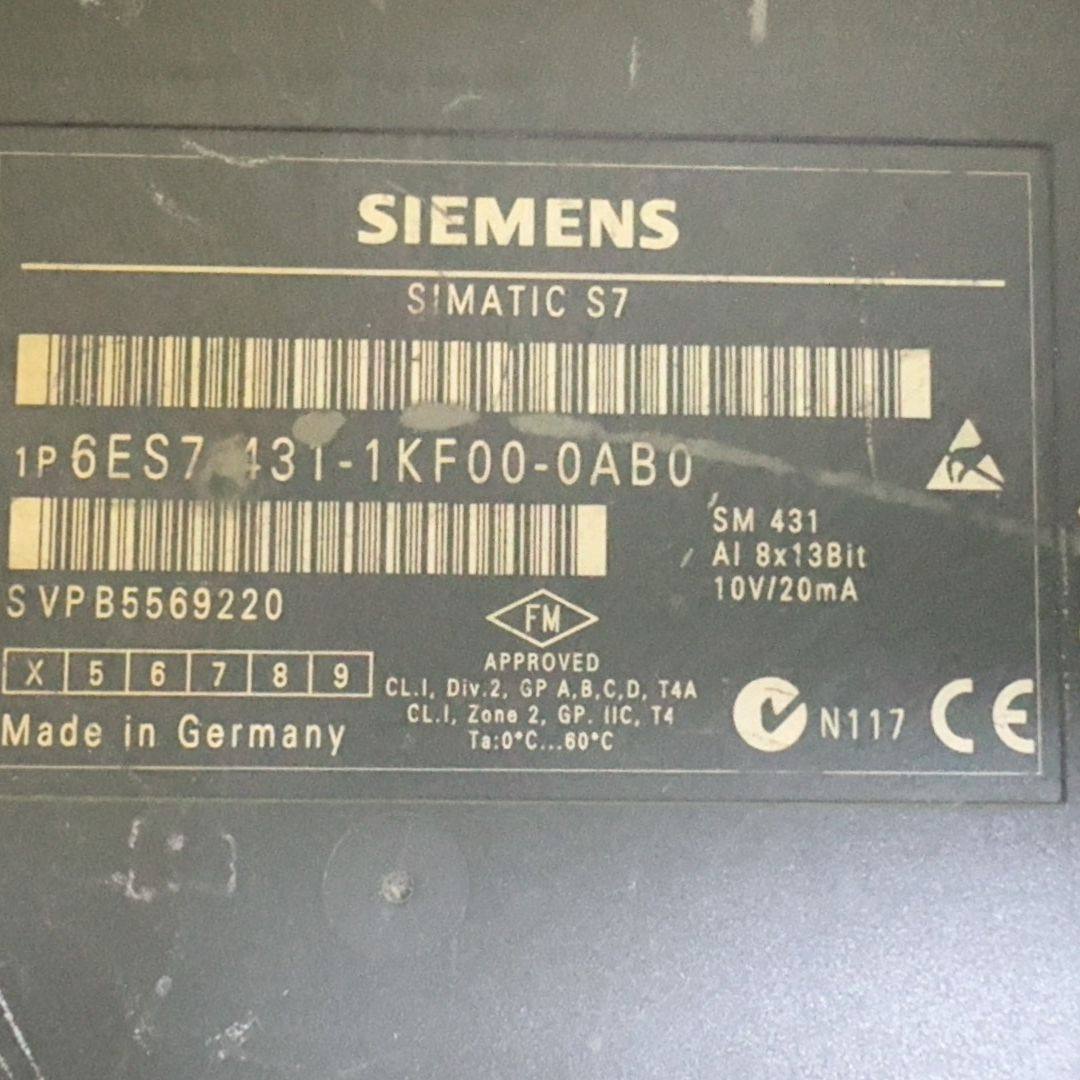 SIEMENS
SIMATIC S7
1P 6ES7 431-1KF00-0AB0
SM 431
AI 8x13Bit
10V/20mA
S VPB5569220
X 5 6 7 8 9
Made in Germany
FM
APPROVED
CL.I, Div.2, GP A,B,C,D, T4A
CL.I, Zone 2, GP. IIC, T4
Ta:0°C...60°C
N117
CE